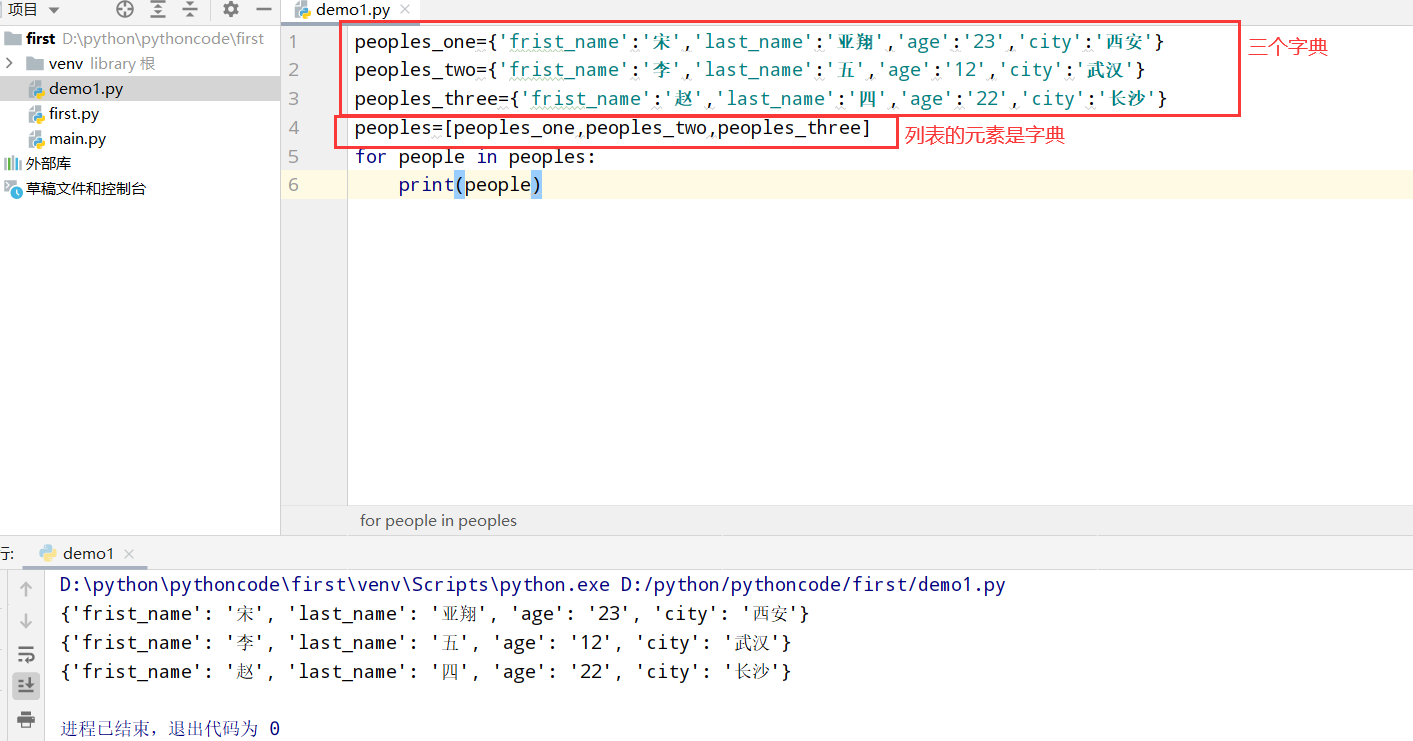 项目
demo1.py
first D:\python\pythoncode\first
venv library 根
demo1.py
first.py
main.py
外部库
草稿文件和控制台
1 peoples_one={'frist_name':'宋','last_name':'亚翔','age':'23','city':'西安'}
三个字典
2 peoples_two={'frist_name':'李','last_name':'五','age':'12','city':'武汉'}
3 peoples_three={'frist_name':'赵','last_name':'四','age':'22','city':'长沙'}
4 peoples=[peoples_one,peoples_two,peoples_three]
列表的元素是字典
5 for people in peoples:
6 print(people)
for people in peoples
行: demo1
D:\python\pythoncode\first\venv\Scripts\python.exe D:/python/pythoncode/first/demo1.py
{'frist_name': '宋', 'last_name': '亚翔', 'age': '23', 'city': '西安'}
{'frist_name': '李', 'last_name': '五', 'age': '12', 'city': '武汉'}
{'frist_name': '赵', 'last_name': '四', 'age': '22', 'city': '长沙'}
进程已结束，退出代码为 0